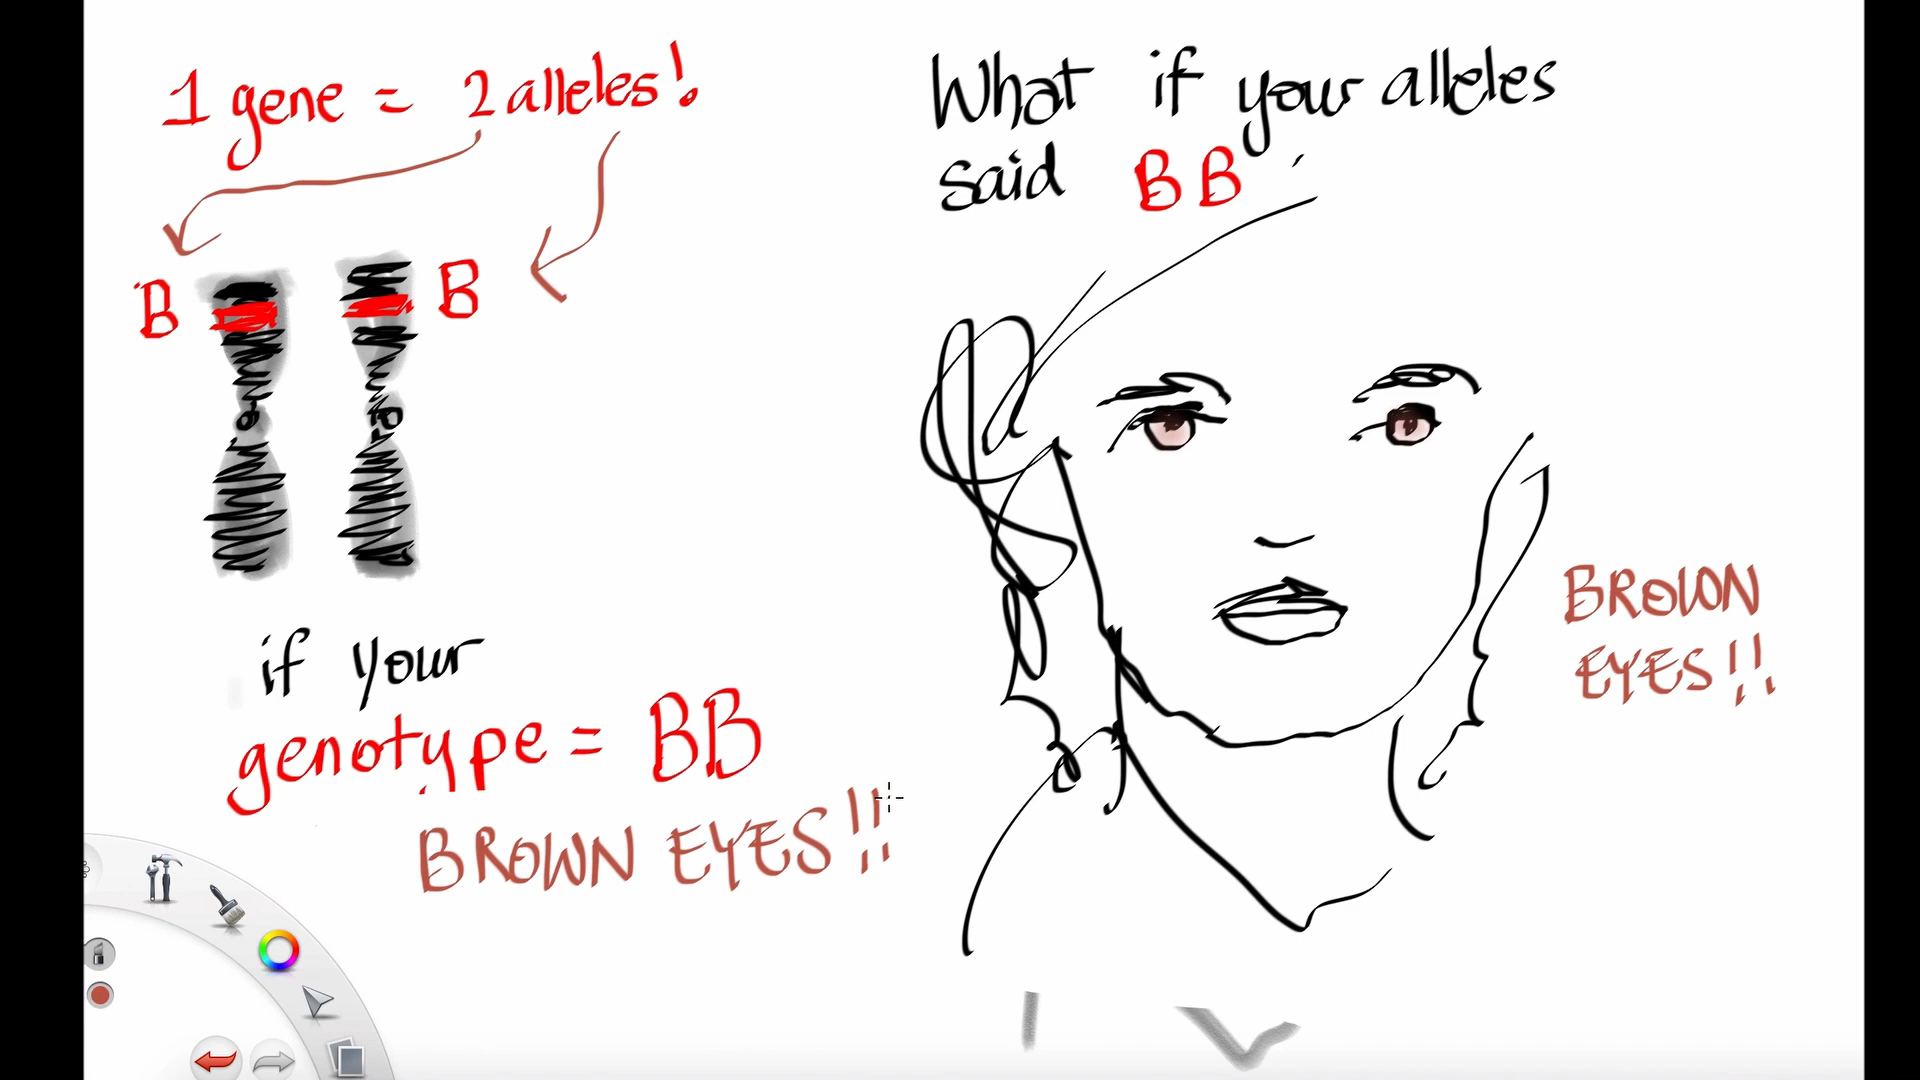 1 gene = 2 alleles!
B B
if your
genotype = BB
BROWN EYES!!
What if your alleles
said BB
BROWN
EYES!!